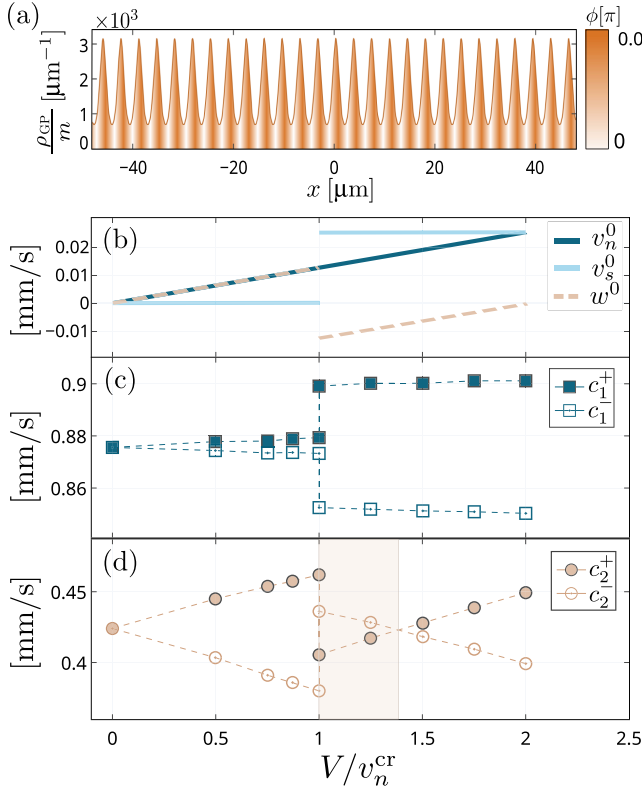 (a)
×10³
ϕ[π]
3
2
1
0
0.0
0
ρ_GP/m [μm⁻¹]
−40 −20 0 20 40
x [μm]
(b)
[mm/s]
0.02
0.01
0
−0.01
v_n^0
v_s^0
w^0
(c)
[mm/s]
0.9
0.88
0.86
c_1^+
c_1^-
(d)
[mm/s]
0.45
0.4
c_2^+
c_2^-
0 0.5 1 1.5 2
V/v_n^cr